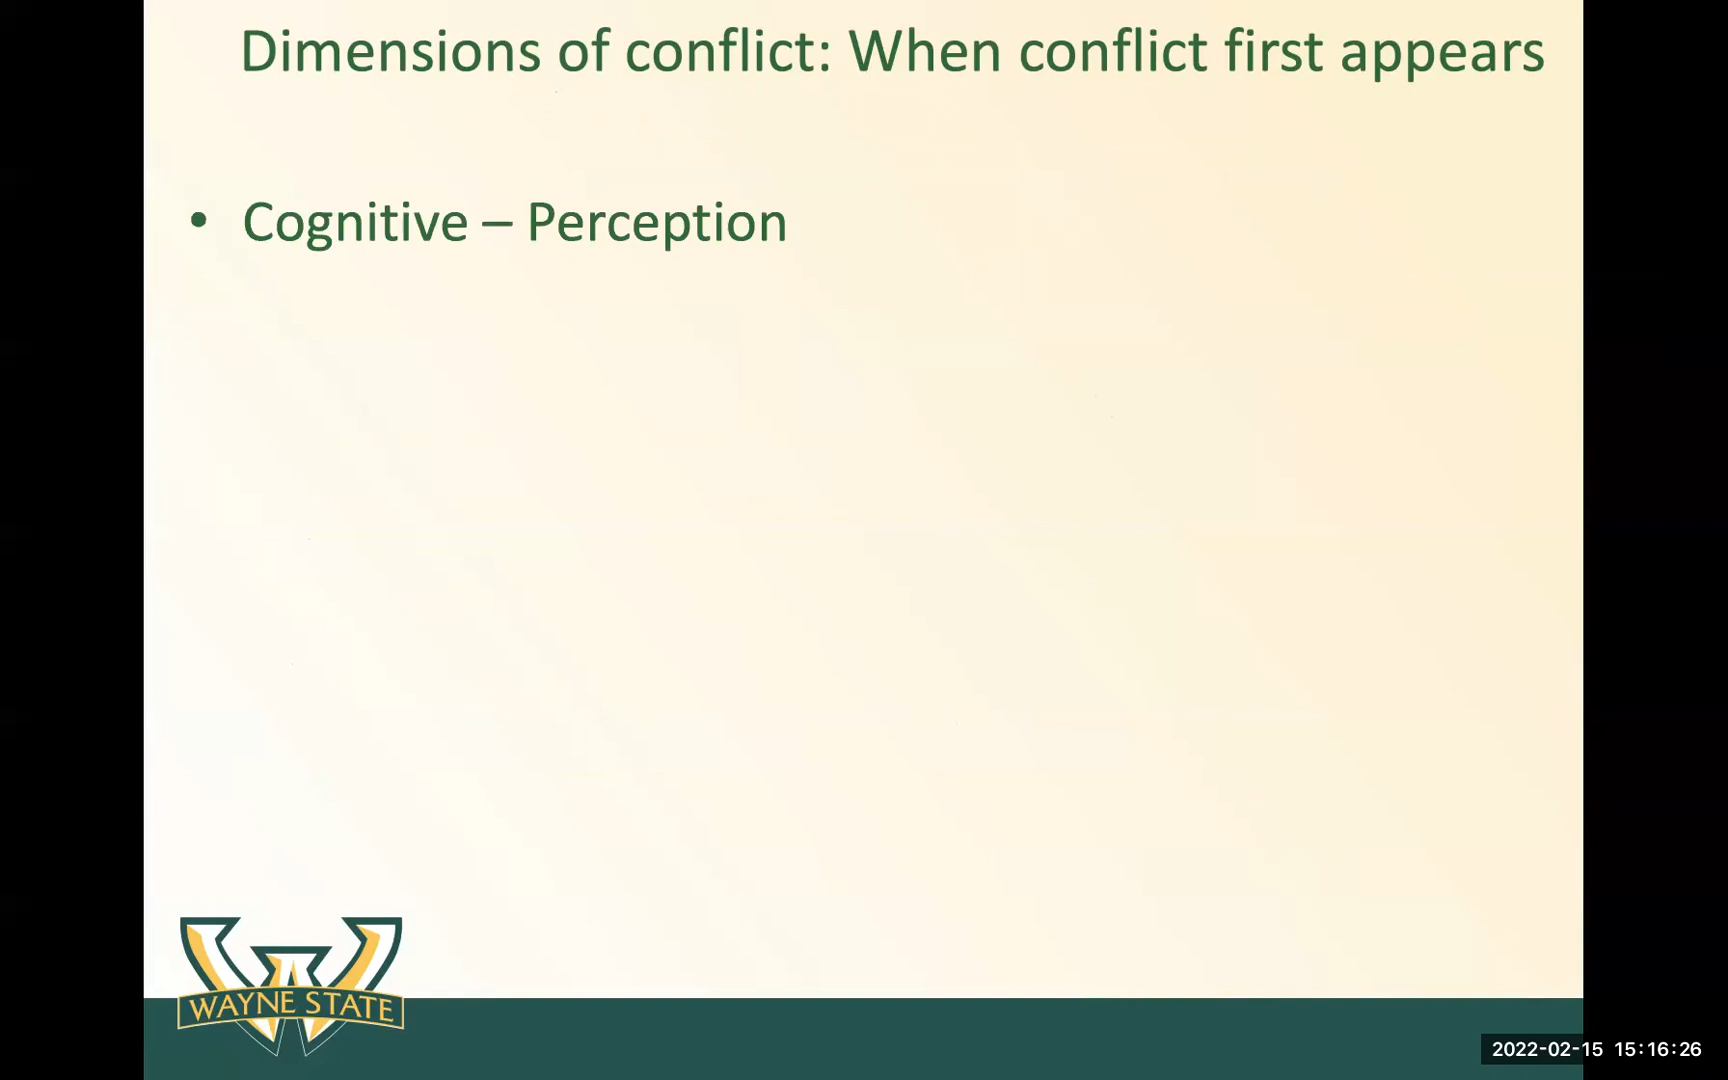 Dimensions of conflict: When conflict first appears
• Cognitive – Perception
WAYNE STATE
2022-02-15 15:16:26